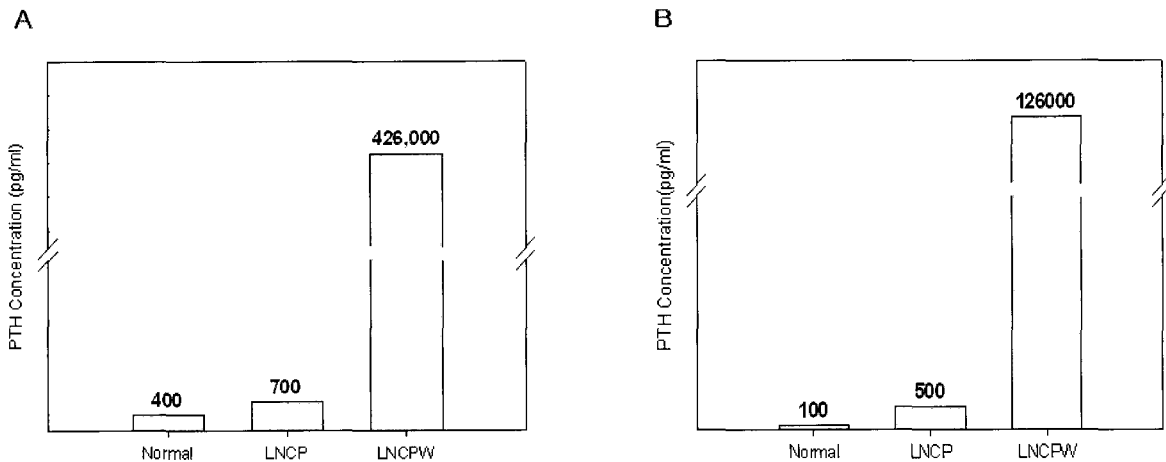 A
PTH Concentration (pg/ml)
426,000
700
400
Normal
LNCP
LNCPW
B
PTH Concentration(pg/ml)
126000
500
100
Normal
LNCP
LNCPW